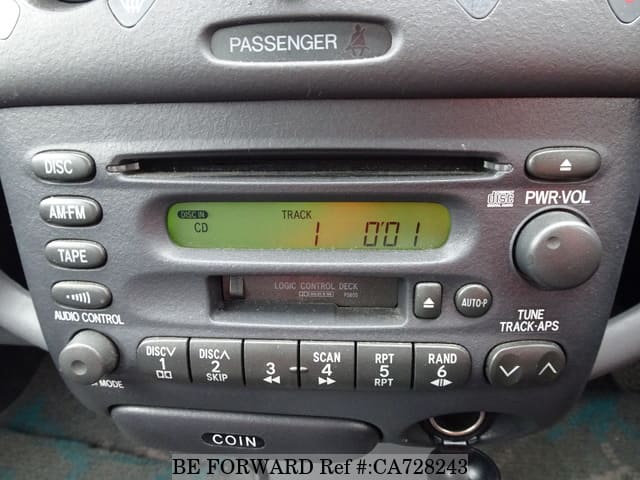 PASSENGER
DISC
AM•FM
TAPE
AUDIO CONTROL
MODE
DISC IN
CD
TRACK
1 0'01
LOGIC CONTROL DECK
DISC
PWR•VOL
AUTO•P
TUNE
TRACK•APS
DISC∨
1
DISC∧
2
SKIP
3
◀◀
SCAN
4
▶▶
RPT
5
RPT
RAND
6
COIN
BE FORWARD Ref #:CA728243